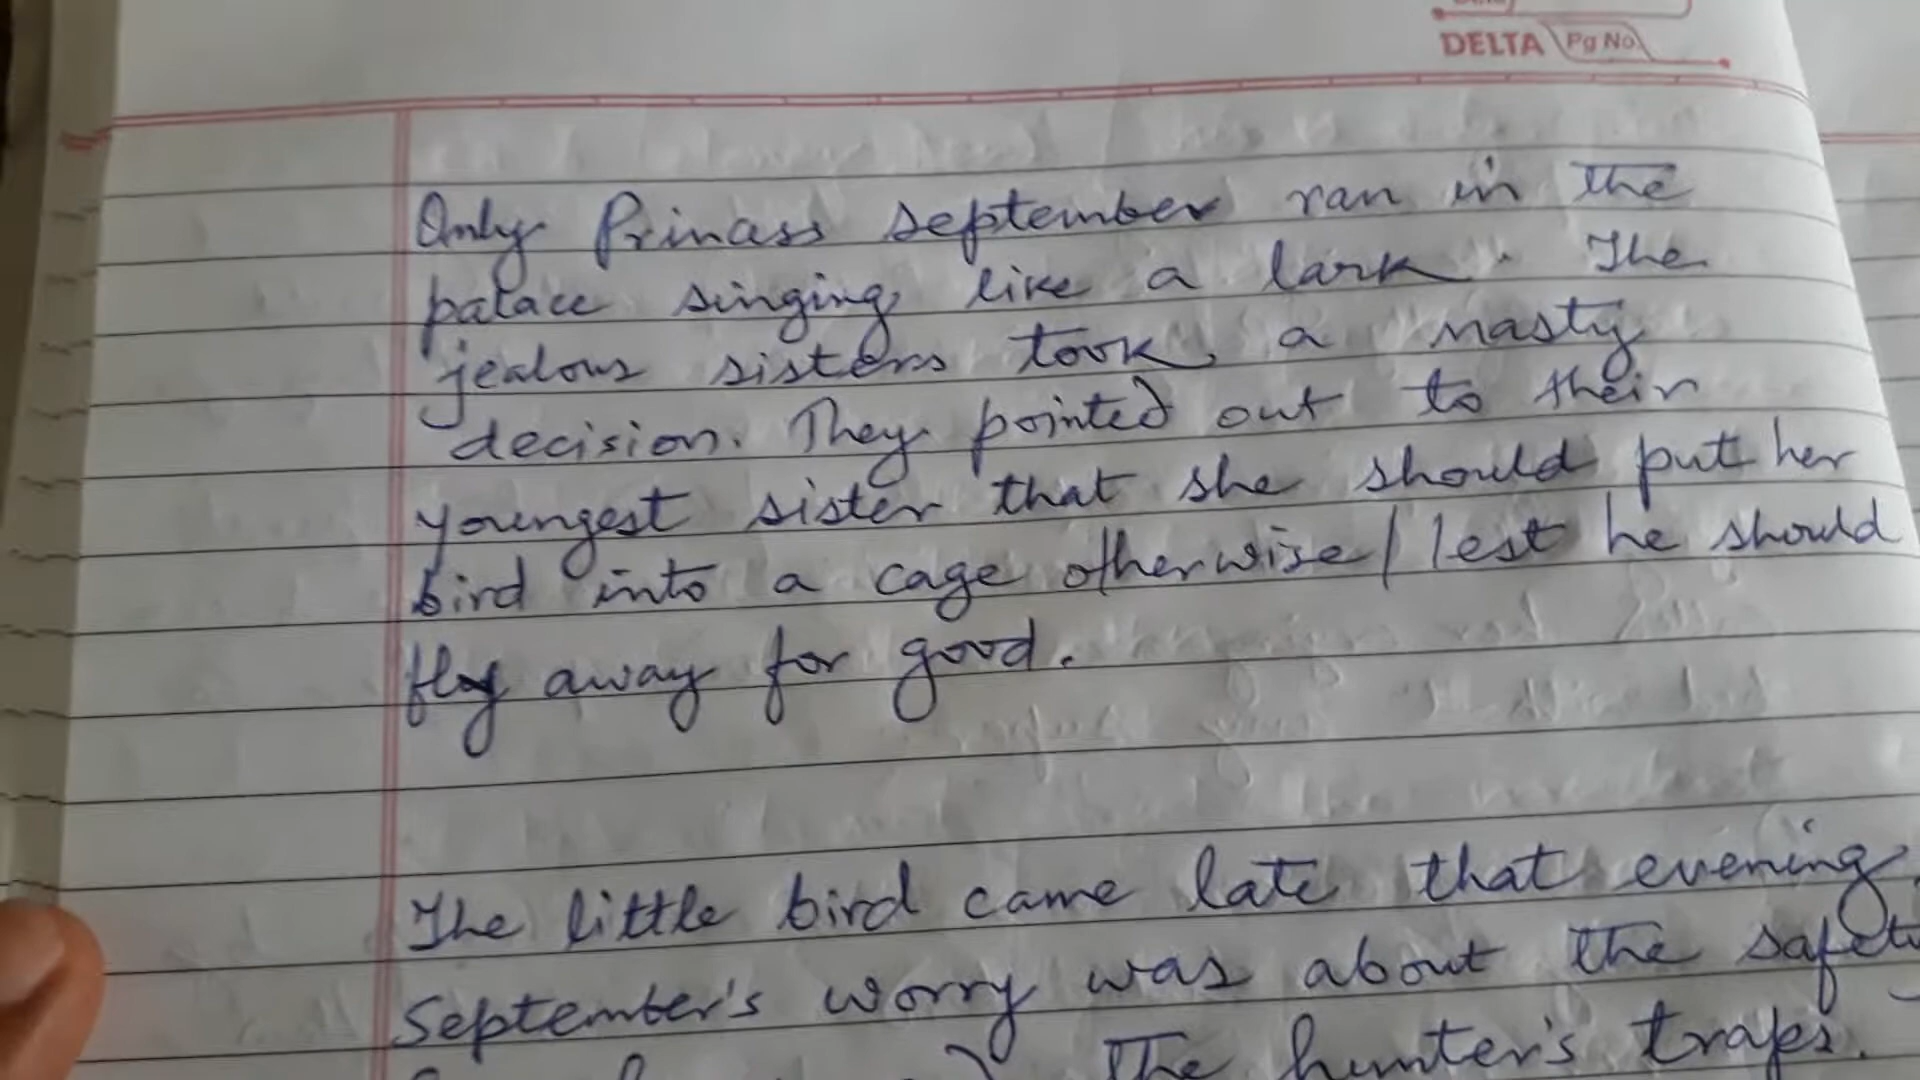 DELTA Pg No.
Only Princess September ran in the
palace singing like a lark. The
jealous sisters took a nasty
decision. They pointed out to their
youngest sister that she should put her
bird into a cage otherwise/lest he should
fly away for good.
The little bird came late that evening.
September's worry was about the safety
The hunter's traps.